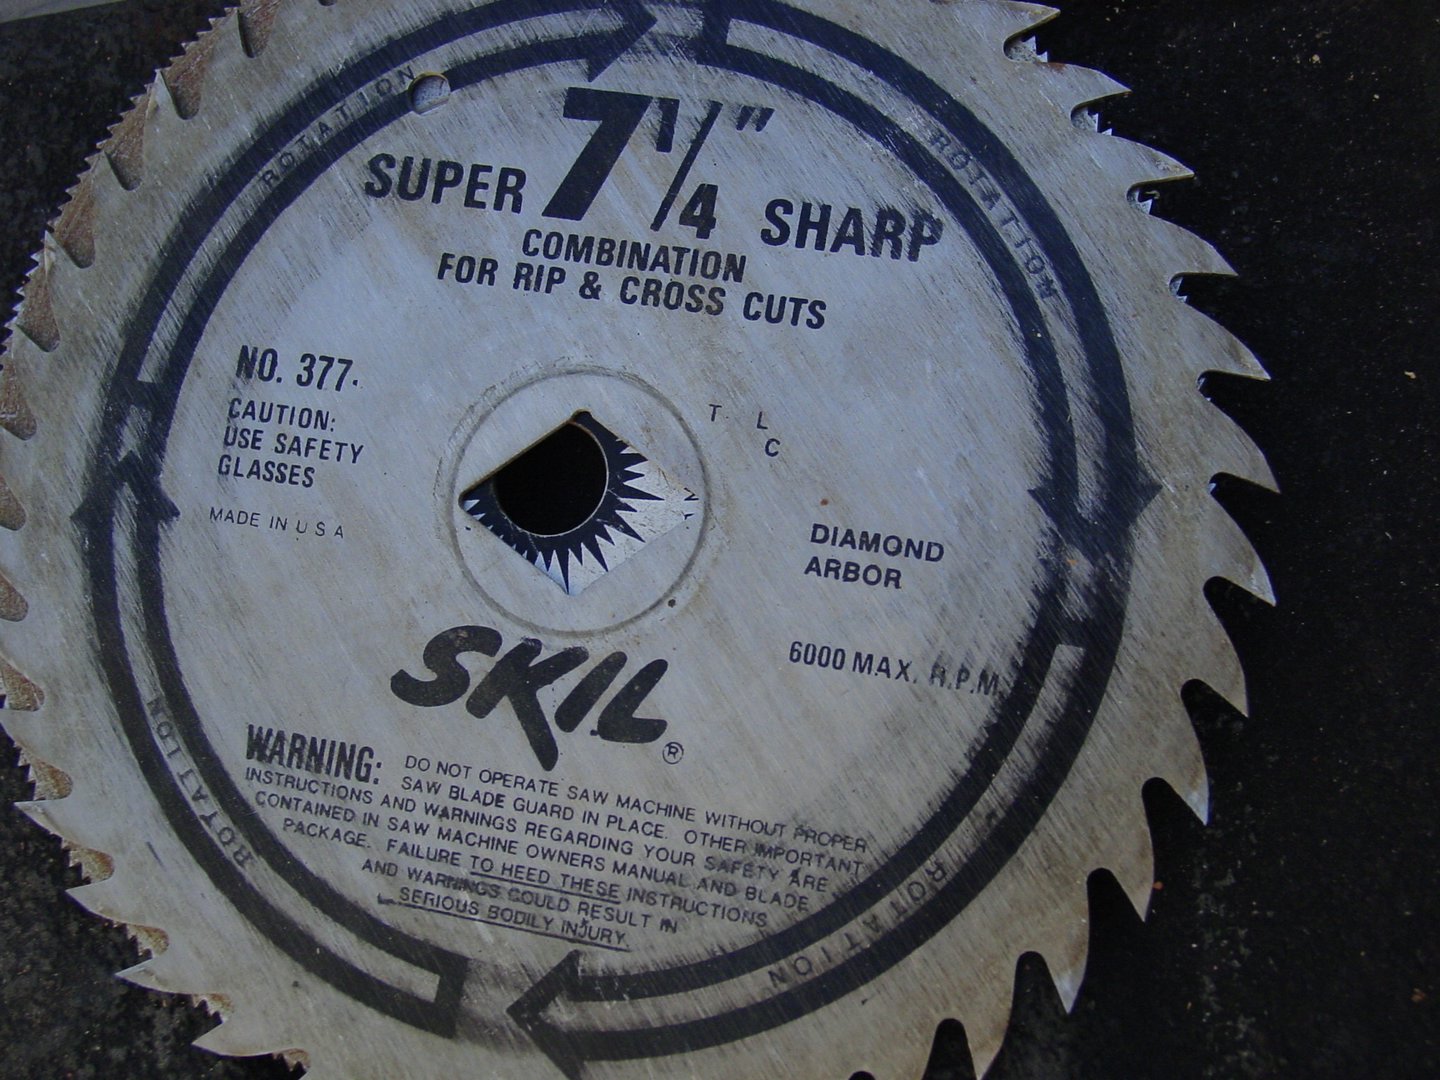 ROTATION
ROTATION
7 1/4"
SUPER SHARP
COMBINATION
FOR RIP & CROSS CUTS
NO. 377.
CAUTION:
USE SAFETY
GLASSES
MADE IN U S A
T L
C
DIAMOND
ARBOR
6000 MAX. R.P.M.
SKIL®
WARNING: DO NOT OPERATE SAW MACHINE WITHOUT PROPER
SAW BLADE GUARD IN PLACE. OTHER IMPORTANT
INSTRUCTIONS AND WARNINGS REGARDING YOUR SAFETY ARE
CONTAINED IN SAW MACHINE OWNERS MANUAL AND BLADE
PACKAGE. FAILURE TO HEED THESE INSTRUCTIONS
AND WARNINGS COULD RESULT IN
SERIOUS BODILY INJURY.
ROTATION
ROTATION